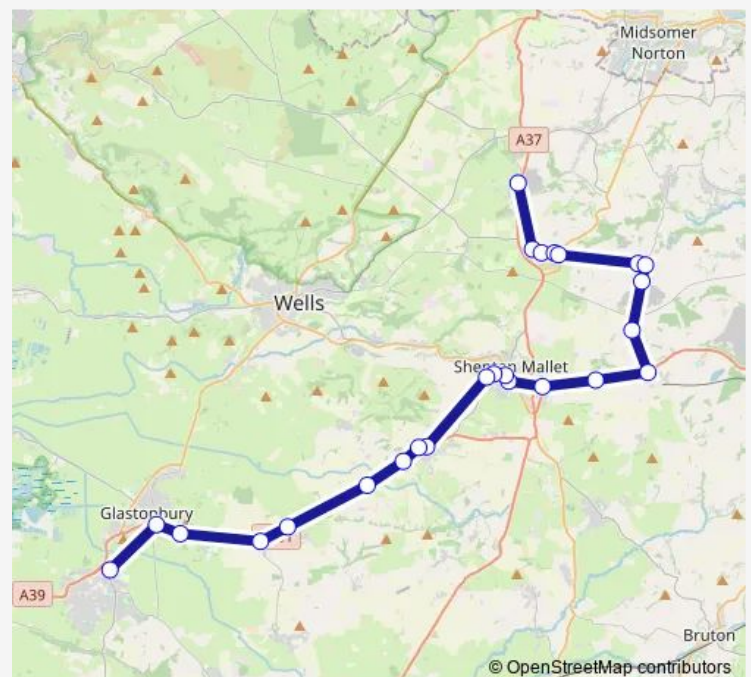 Midsomer
Norton
A37
Wells
Shepton Mallet
Glastonbury
A39
Bruton
© OpenStreetMap contributors